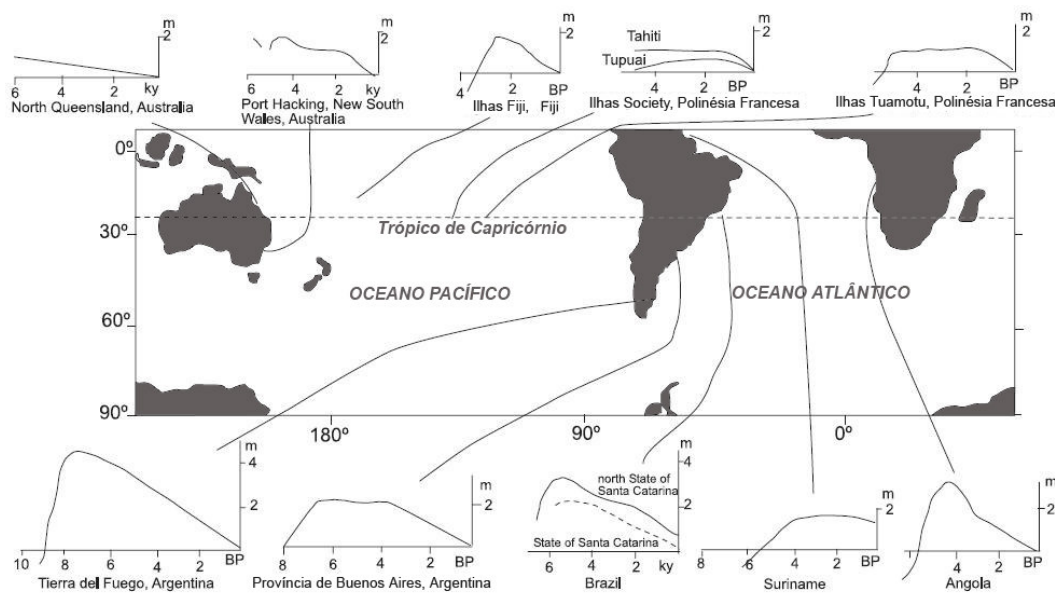 m
2
6
4
2
ky
North Queensland, Australia
m
2
6
4
2
ky
Port Hacking, New South
Wales, Australia
m
2
4
2
BP
Ilhas Fiji, Fiji
Tahiti
Tupuai
m
2
4
2
BP
Ilhas Society, Polinésia Francesa
m
2
4
2
BP
Ilhas Tuamotu, Polinésia Francesa
0º
30º
60º
90º
Trópico de Capricórnio
OCEANO PACÍFICO
OCEANO ATLÂNTICO
180º
90º
0º
m
4
2
10
8
6
4
2
BP
Tierra del Fuego, Argentina
m
2
8
6
4
2
BP
Província de Buenos Aires, Argentina
m
4
2
north State of
Santa Catarina
State of Santa Catarina
6
4
2
ky
Brazil
m
2
8
6
4
2
BP
Suriname
m
2
4
2
BP
Angola